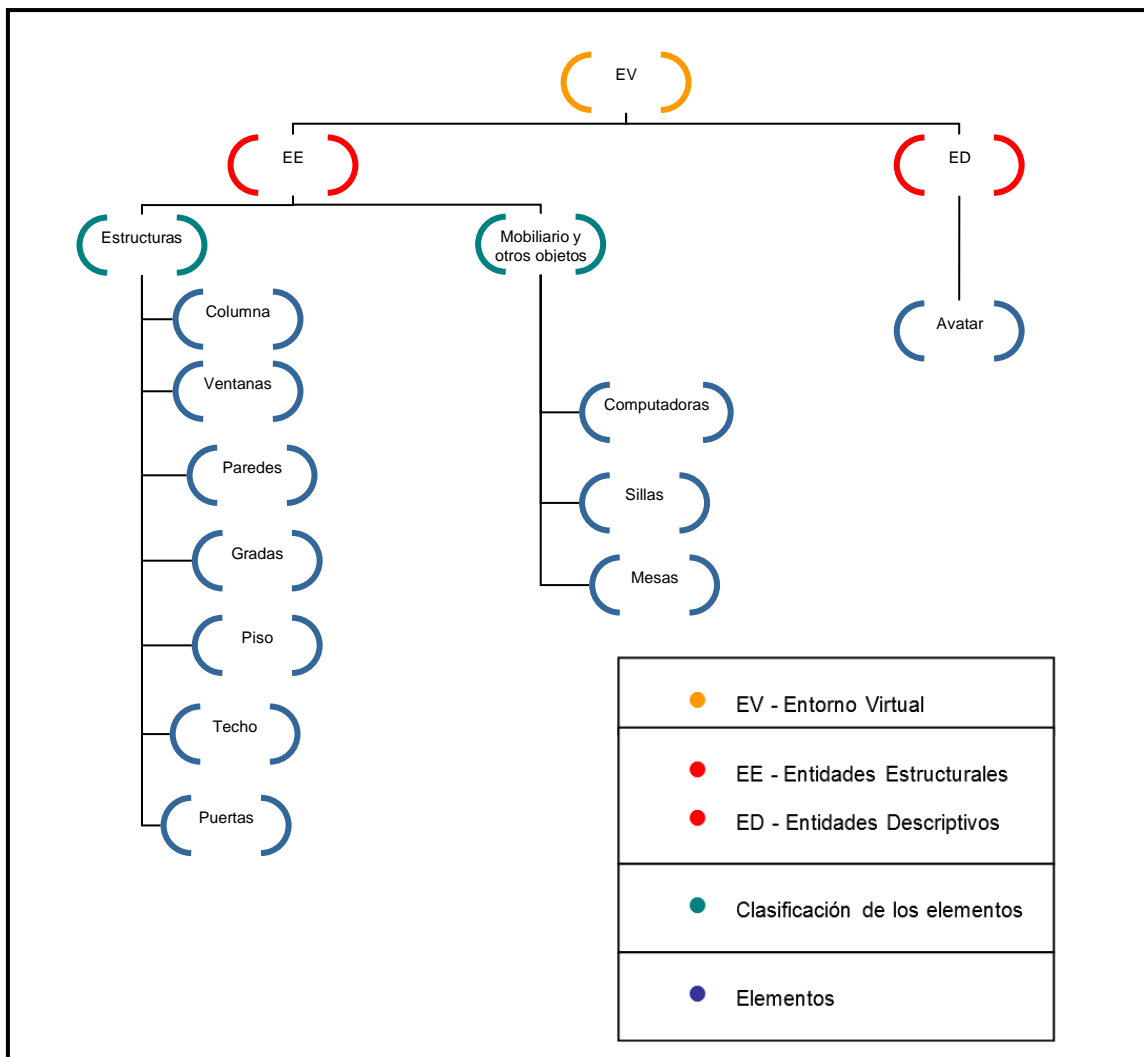 EV
EE
ED
Estructuras
Mobiliario y
otros objetos
Columna
Ventanas
Paredes
Gradas
Piso
Techo
Puertas
Computadoras
Sillas
Mesas
Avatar
EV - Entorno Virtual
EE - Entidades Estructurales
ED - Entidades Descriptivos
Clasificación de los elementos
Elementos